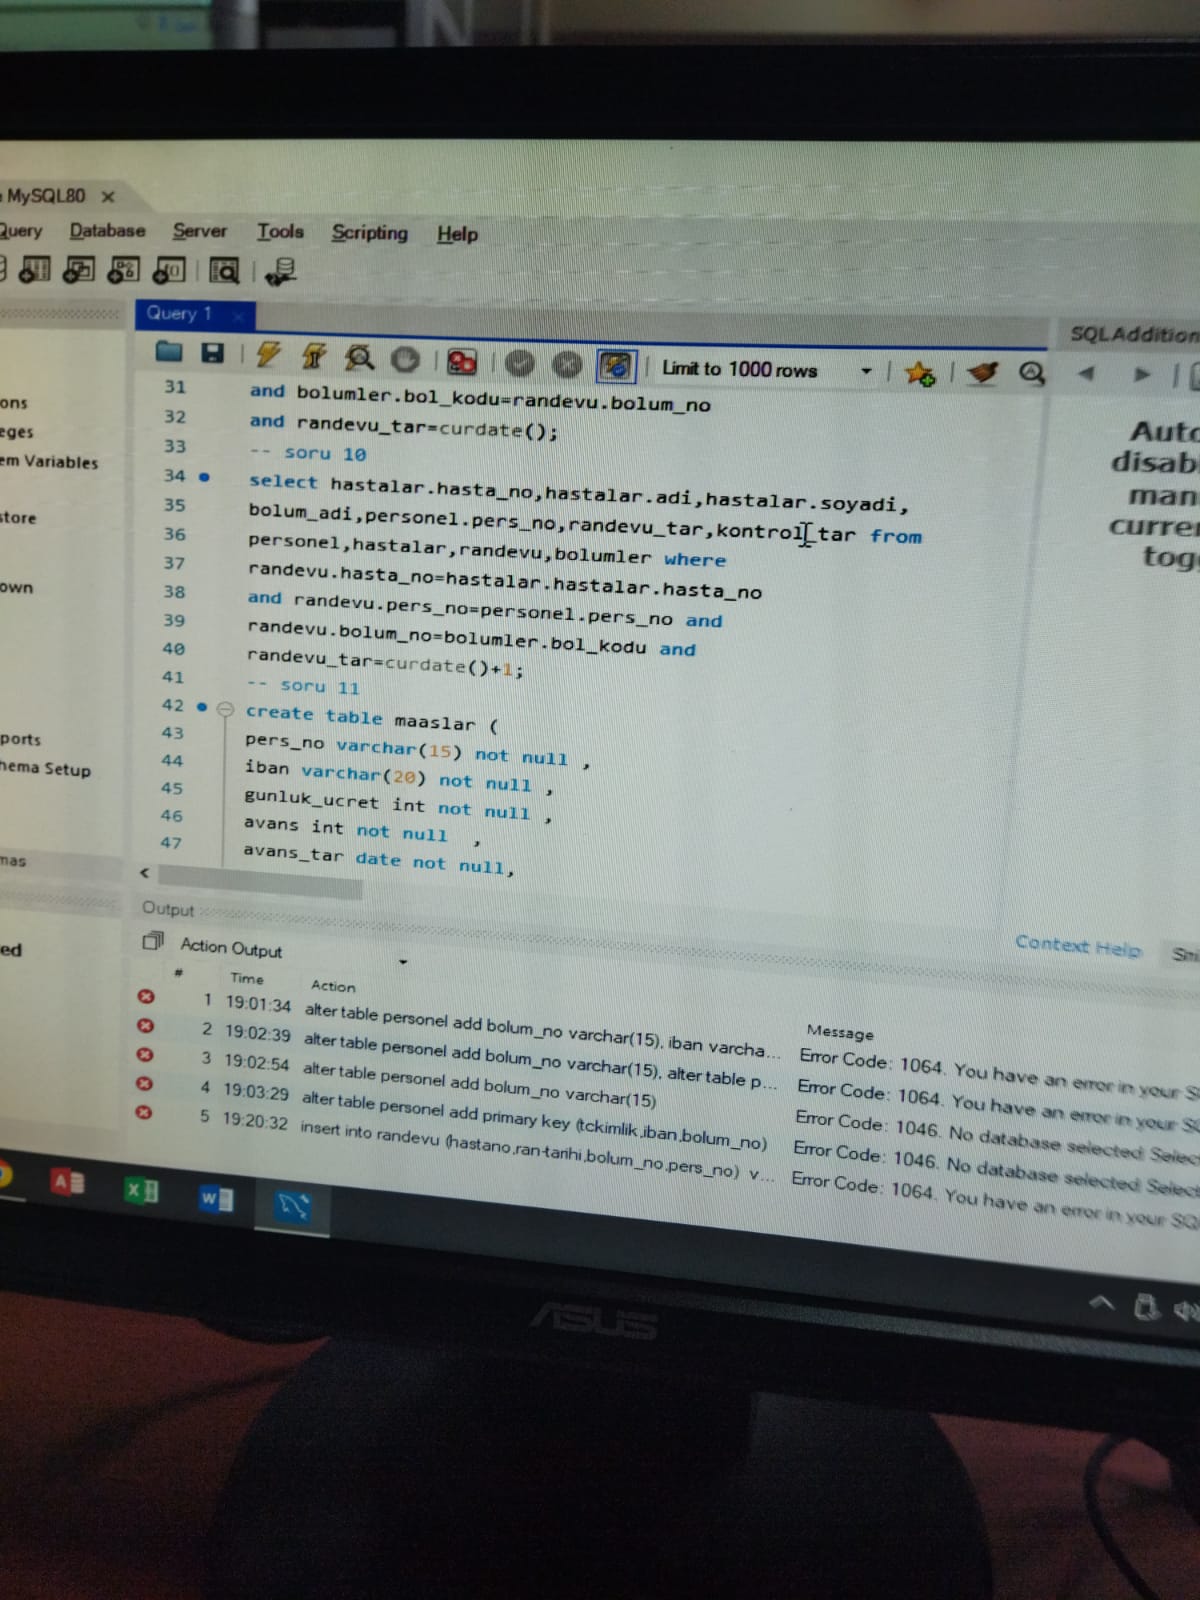 MySQL80 ×
Query Database Server Tools Scripting Help
Query 1 ×
SQLAddition
Limit to 1000 rows
31 and bolumler.bol_kodu=randevu.bolum_no
32 and randevu_tar=curdate();
33 -- soru 10
34 select hastalar.hasta_no,hastalar.adi,hastalar.soyadi,
35 bolum_adi,personel.pers_no,randevu_tar,kontrol_tar from
36 personel,hastalar,randevu,bolumler where
37 randevu.hasta_no=hastalar.hastalar.hasta_no
38 and randevu.pers_no=personel.pers_no and
39 randevu.bolum_no=bolumler.bol_kodu and
40 randevu_tar=curdate()+1;
41 -- soru 11
42 create table maaslar (
43 pers_no varchar(15) not null ,
44 iban varchar(20) not null ,
45 gunluk_ucret int not null ,
46 avans int not null ,
47 avans_tar date not null,
ons
eges
em Variables
store
own
ports
hema Setup
mas
ed
Auto
disab
man
curre
togg
Context Help Sni
Output
Action Output
# Time Action Message
1 19:01:34 alter table personel add bolum_no varchar(15), iban varcha... Error Code: 1064. You have an error in your S
2 19:02:39 alter table personel add bolum_no varchar(15), alter table p... Error Code: 1064. You have an error in your SQ
3 19:02:54 alter table personel add bolum_no varchar(15) Error Code: 1046. No database selected Select
4 19:03:29 alter table personel add primary key (tckimlik,iban,bolum_no) Error Code: 1046. No database selected Select
5 19:20:32 insert into randevu (hastano,ran-tarihi,bolum_no,pers_no) v... Error Code: 1064. You have an error in your SQ
ASUS